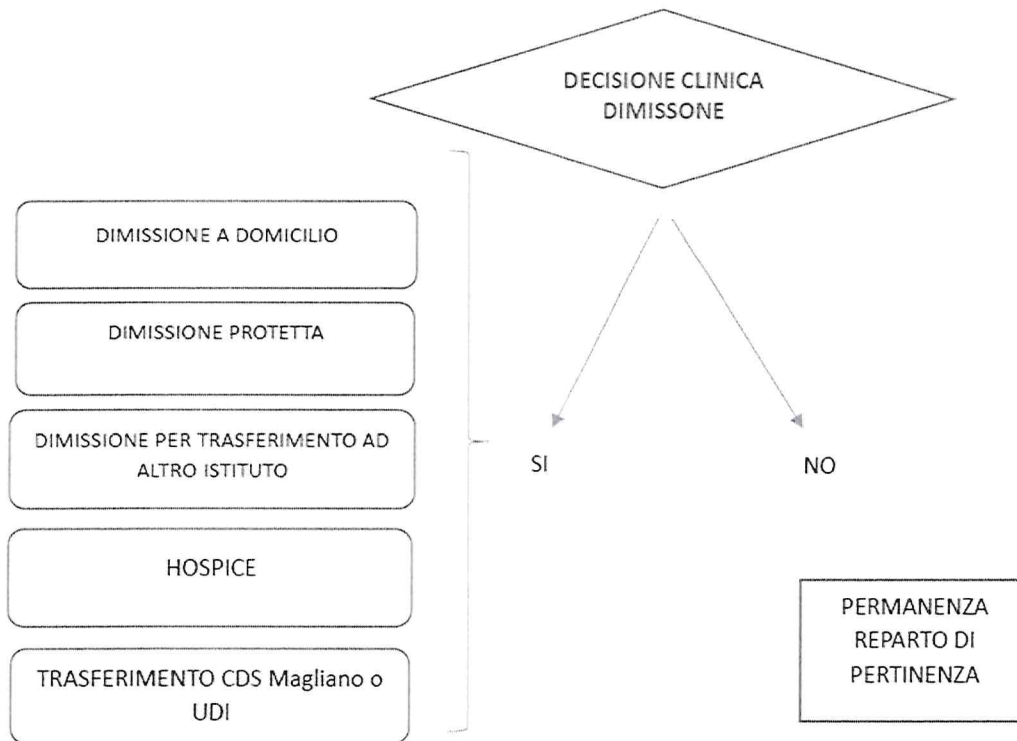 DECISIONE CLINICA
DIMISSONE
DIMISSIONE A DOMICILIO
DIMISSIONE PROTETTA
DIMISSIONE PER TRASFERIMENTO AD
ALTRO ISTITUTO
SI
NO
HOSPICE
PERMANENZA
REPARTO DI
PERTINENZA
TRASFERIMENTO CDS Magliano o
UDI